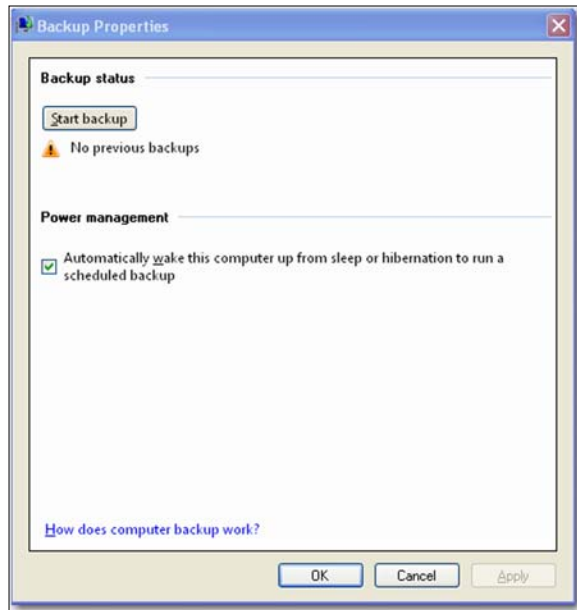 Backup Properties
Backup status
Start backup
No previous backups
Power management
Automatically wake this computer up from sleep or hibernation to run a
scheduled backup
How does computer backup work?
OK Cancel Apply